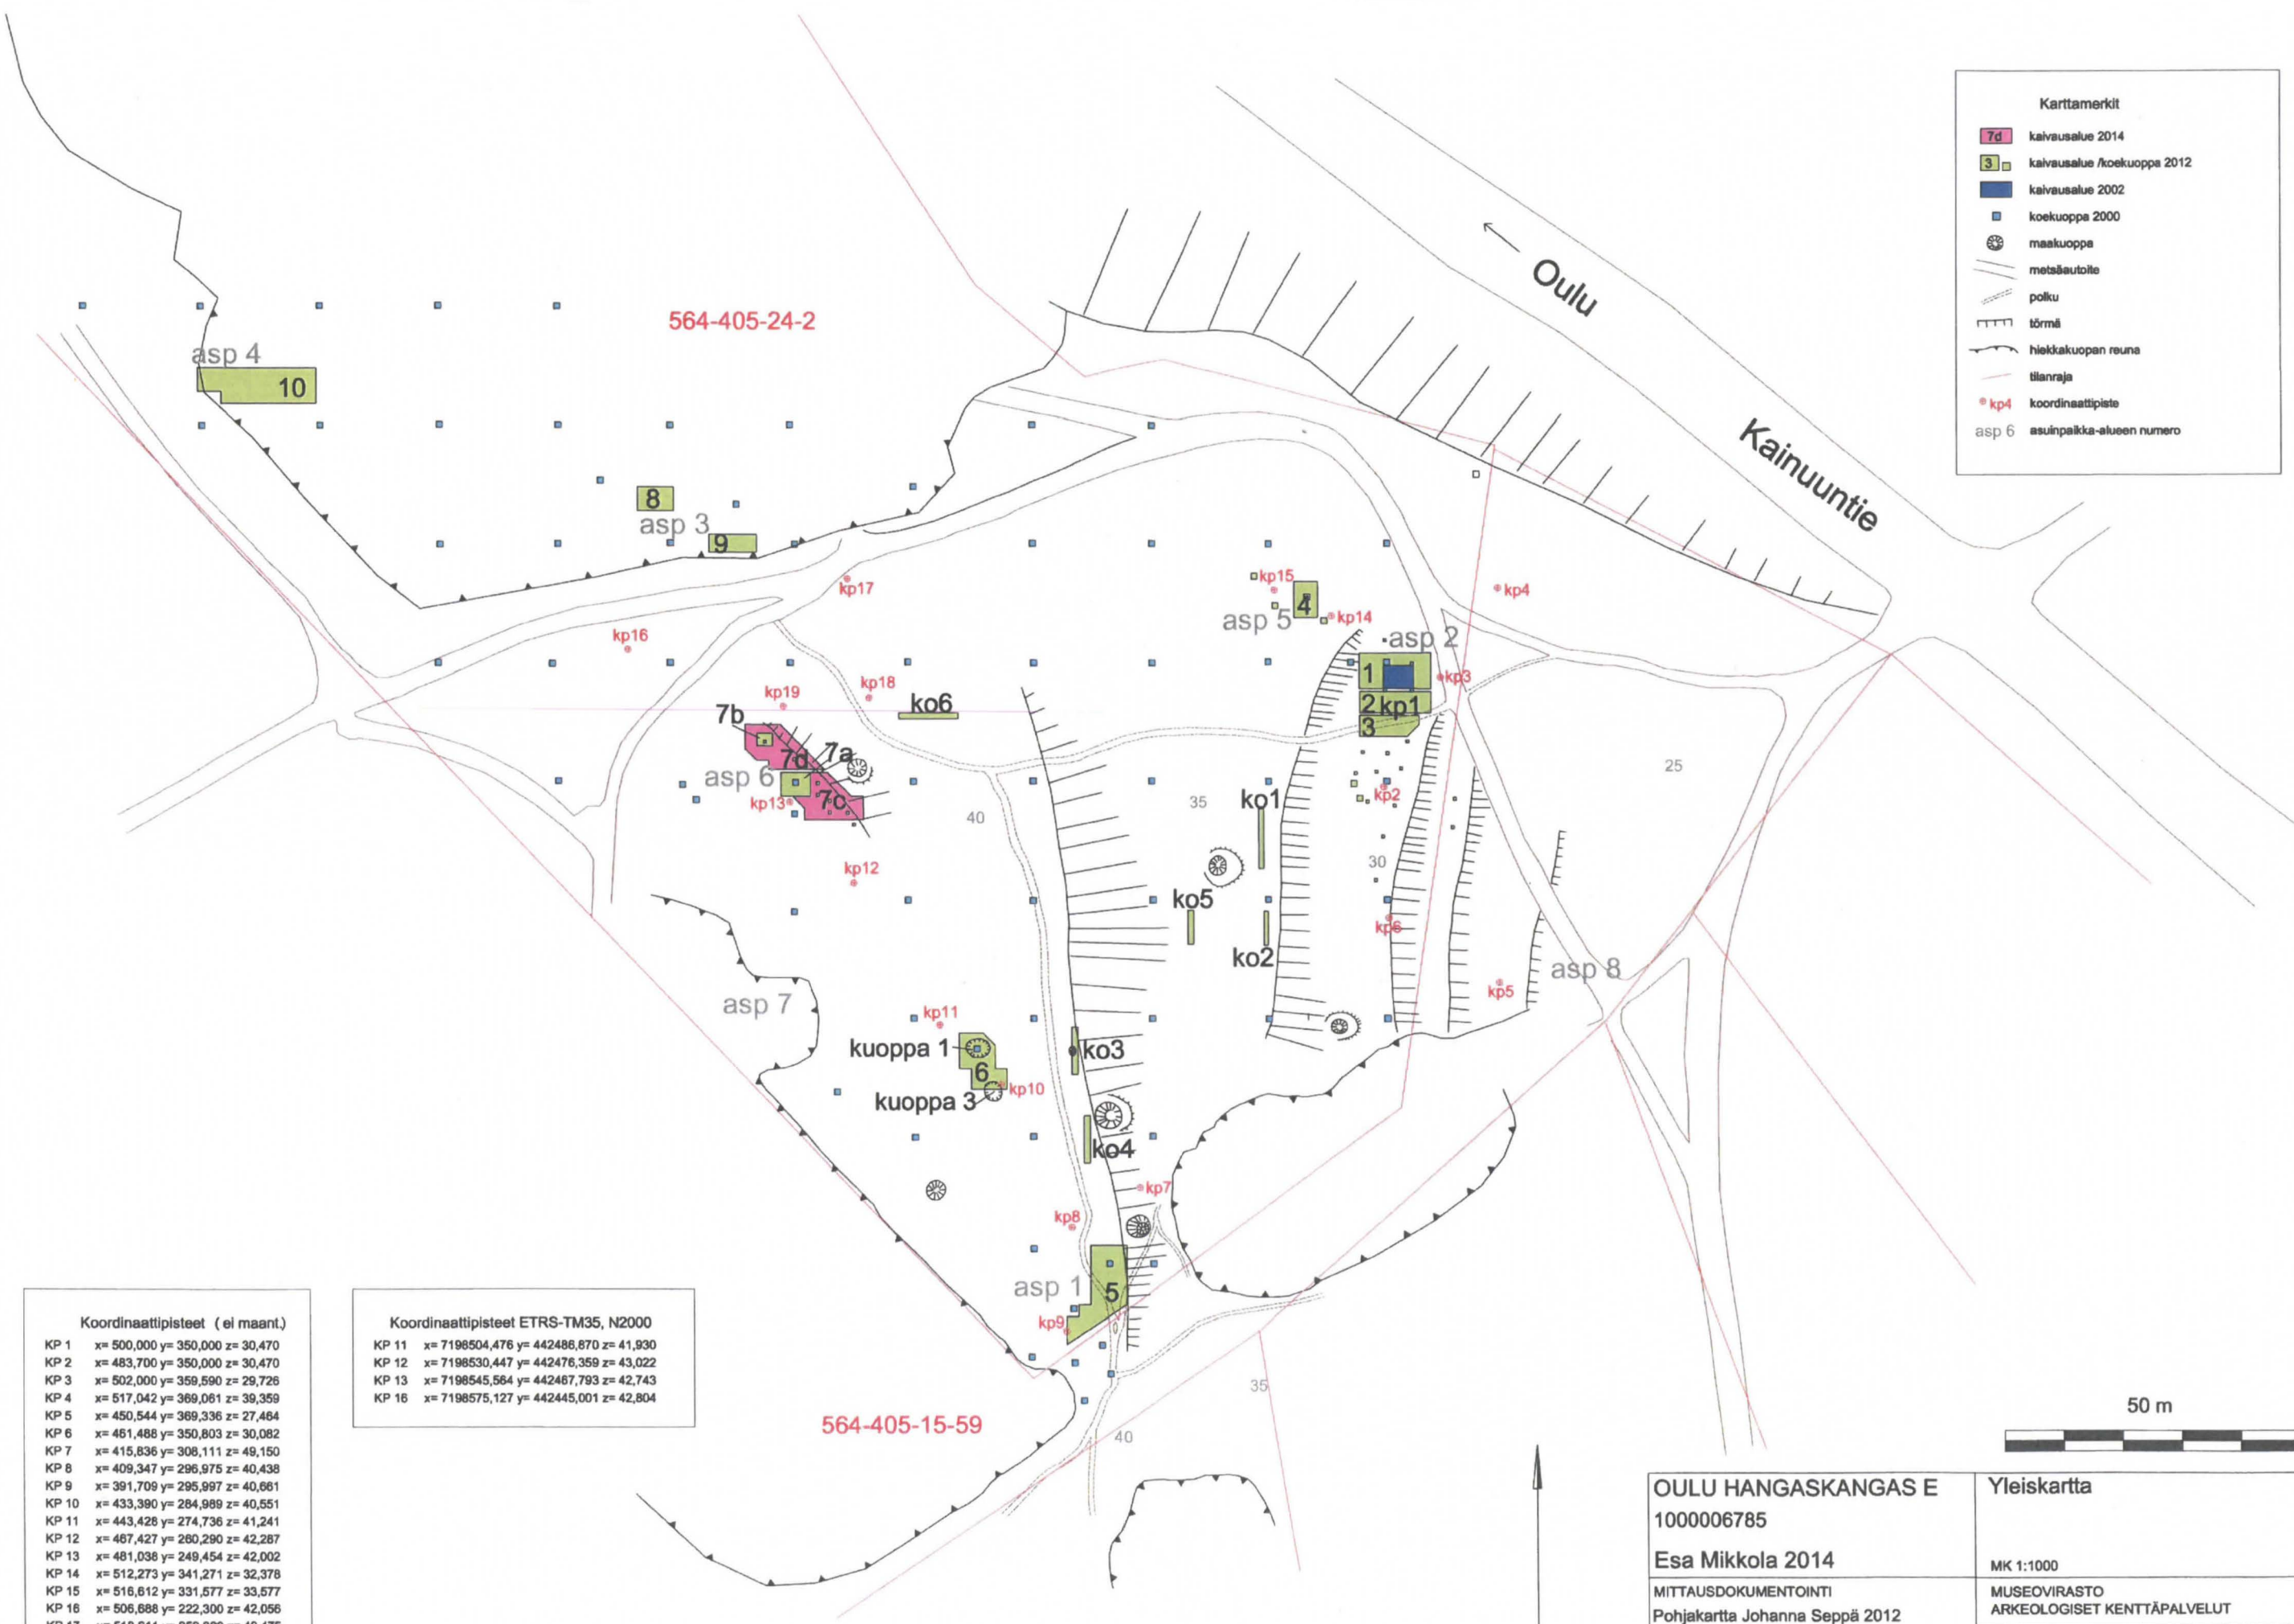 Karttamerkit
7d kaivausalue 2014
3 kaivausalue /koekuoppa 2012
kaivausalue 2002
koekuoppa 2000
maakuoppa
metsäautoite
polku
törmä
hiekkakuopan reuna
tilanraja
kp4 koordinaattipiste
asp 6 asuinpaikka-alueen numero
Oulu
Kainuuntie
564-405-24-2
asp 4
10
8
asp 3
9
kp17
kp16
kp15
4
kp14
kp4
asp 5
asp 2
1
kp3
2 kp1
3
kp19
kp18
ko6
7b
7d
7a
asp 6
kp13
7c
25
40
35
ko1
kp2
30
kp12
ko5
kp6
ko2
asp 8
kp5
asp 7
kp11
kuoppa 1
ko3
6
kp10
kuoppa 3
ko4
kp7
kp8
asp 1
5
kp9
35
40
564-405-15-59
Koordinaattipisteet ( ei maant.)
KP 1 x= 500,000 y= 350,000 z= 30,470
KP 2 x= 483,700 y= 350,000 z= 30,470
KP 3 x= 502,000 y= 359,590 z= 29,726
KP 4 x= 517,042 y= 369,061 z= 39,359
KP 5 x= 450,544 y= 369,336 z= 27,464
KP 6 x= 461,488 y= 350,803 z= 30,082
KP 7 x= 415,836 y= 308,111 z= 49,150
KP 8 x= 409,347 y= 296,975 z= 40,438
KP 9 x= 391,709 y= 295,997 z= 40,661
KP 10 x= 433,390 y= 284,989 z= 40,551
KP 11 x= 443,428 y= 274,736 z= 41,241
KP 12 x= 467,427 y= 260,290 z= 42,287
KP 13 x= 481,038 y= 249,454 z= 42,002
KP 14 x= 512,273 y= 341,271 z= 32,378
KP 15 x= 516,612 y= 331,577 z= 33,577
KP 16 x= 506,688 y= 222,300 z= 42,056
Koordinaattipisteet ETRS-TM35, N2000
KP 11 x= 7198504,476 y= 442486,870 z= 41,930
KP 12 x= 7198530,447 y= 442476,359 z= 43,022
KP 13 x= 7198545,564 y= 442467,793 z= 42,743
KP 16 x= 7198575,127 y= 442445,001 z= 42,804
50 m
OULU HANGASKANGAS E
1000006785
Esa Mikkola 2014
MITTAUSDOKUMENTOINTI
Pohjakartta Johanna Seppä 2012
Yleiskartta
MK 1:1000
MUSEOVIRASTO
ARKEOLOGISET KENTTÄPALVELUT